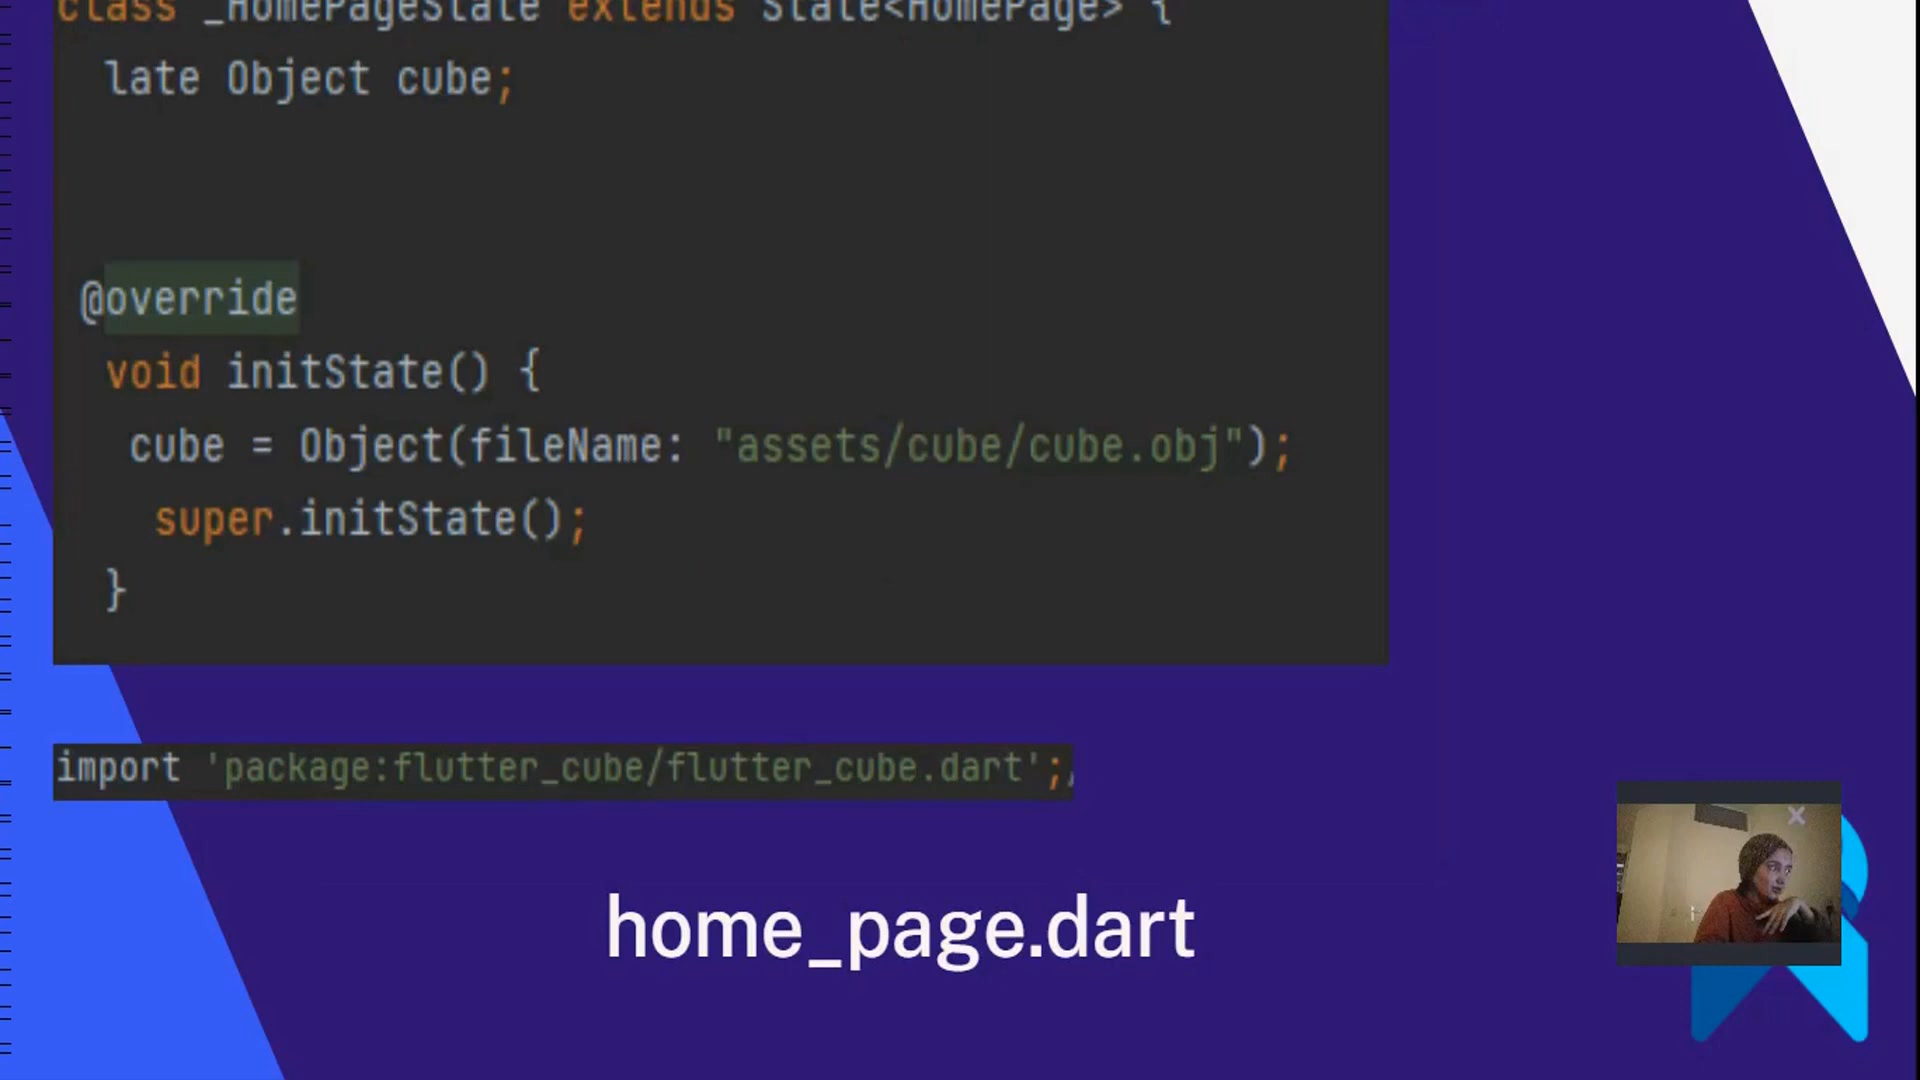 class _HomePageState extends State<HomePage> {
late Object cube;
@override
void initState() {
cube = Object(fileName: "assets/cube/cube.obj");
super.initState();
}
import 'package:flutter_cube/flutter_cube.dart';
home_page.dart